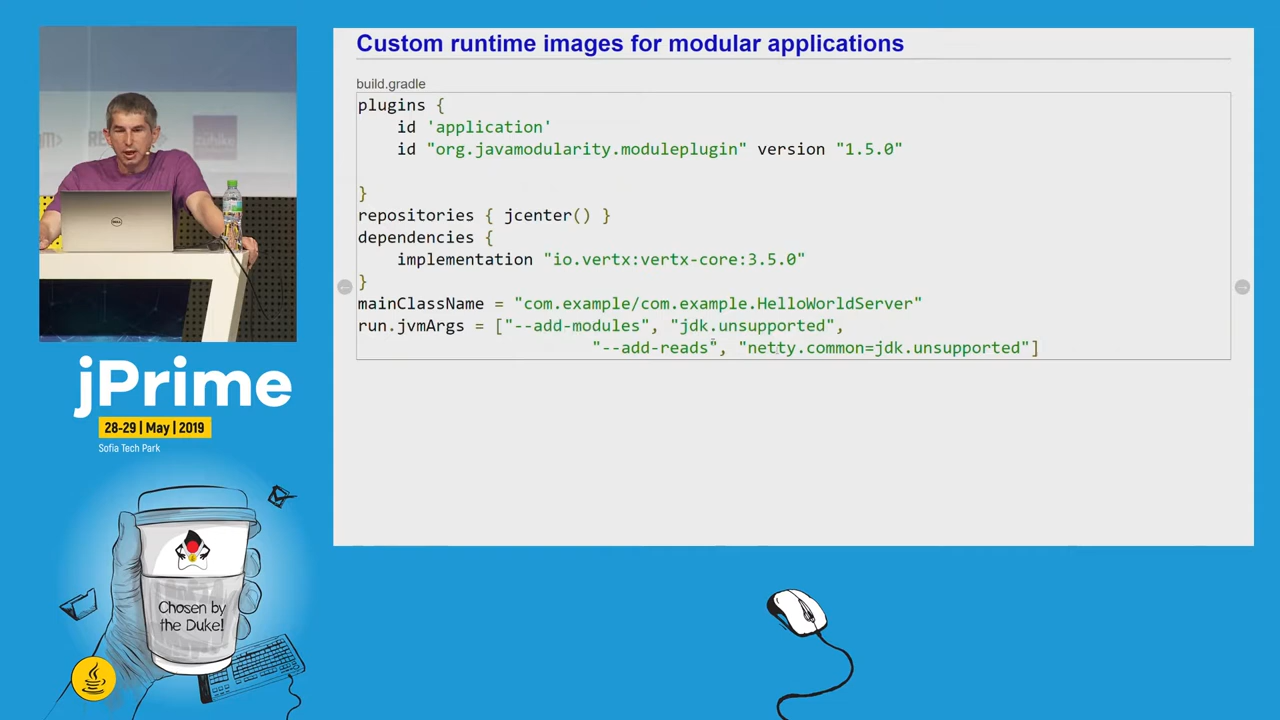 Custom runtime images for modular applications
build.gradle
plugins {
    id 'application'
    id "org.javamodularity.moduleplugin" version "1.5.0"
}
repositories { jcenter() }
dependencies {
    implementation "io.vertx:vertx-core:3.5.0"
}
mainClassName = "com.example/com.example.HelloWorldServer"
run.jvmArgs = ["--add-modules", "jdk.unsupported",
"--add-reads", "netty.common=jdk.unsupported"]
zühlke
DELL
jPrime
28-29 | May | 2019
Sofia Tech Park
Chosen by
the Duke!